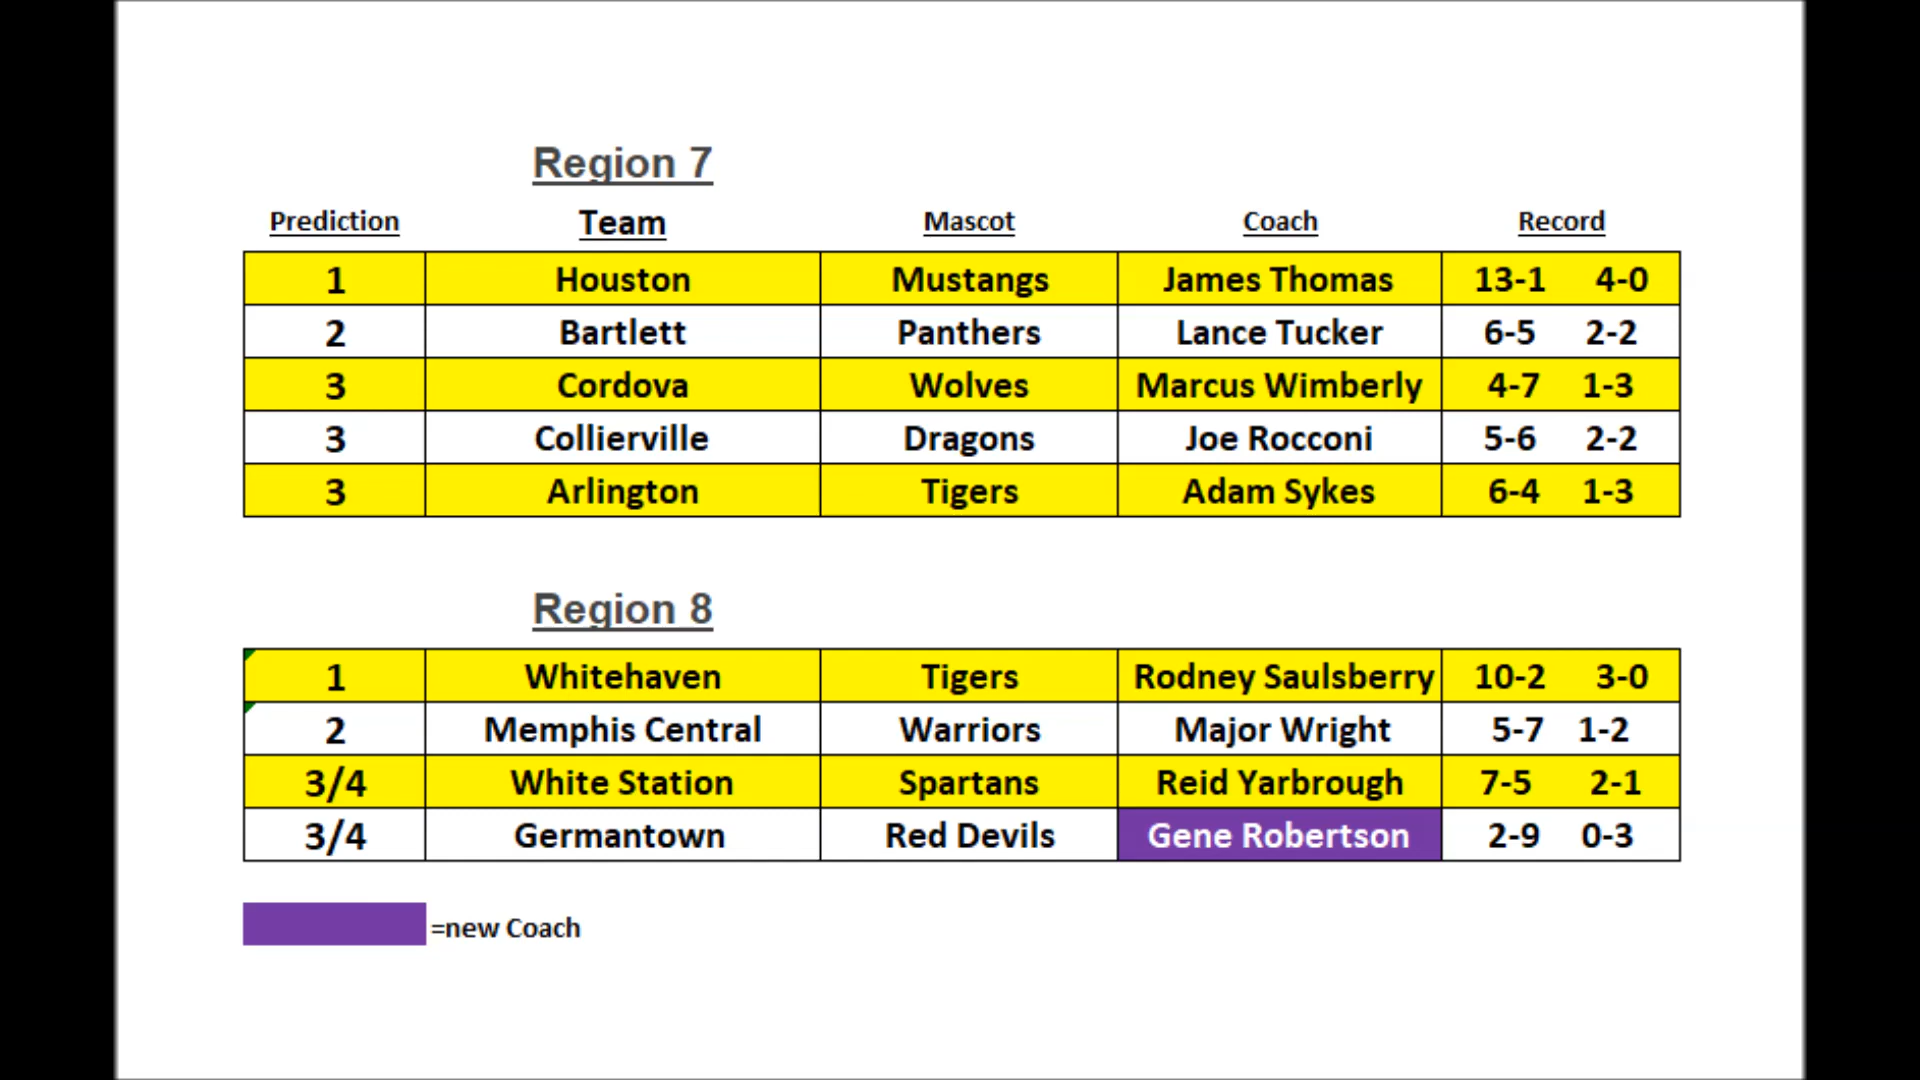 Region 7
Prediction Team Mascot Coach Record
1 Houston Mustangs James Thomas 13-1 4-0
2 Bartlett Panthers Lance Tucker 6-5 2-2
3 Cordova Wolves Marcus Wimberly 4-7 1-3
3 Collierville Dragons Joe Rocconi 5-6 2-2
3 Arlington Tigers Adam Sykes 6-4 1-3
Region 8
1 Whitehaven Tigers Rodney Saulsberry 10-2 3-0
2 Memphis Central Warriors Major Wright 5-7 1-2
3/4 White Station Spartans Reid Yarbrough 7-5 2-1
3/4 Germantown Red Devils Gene Robertson 2-9 0-3
=new Coach